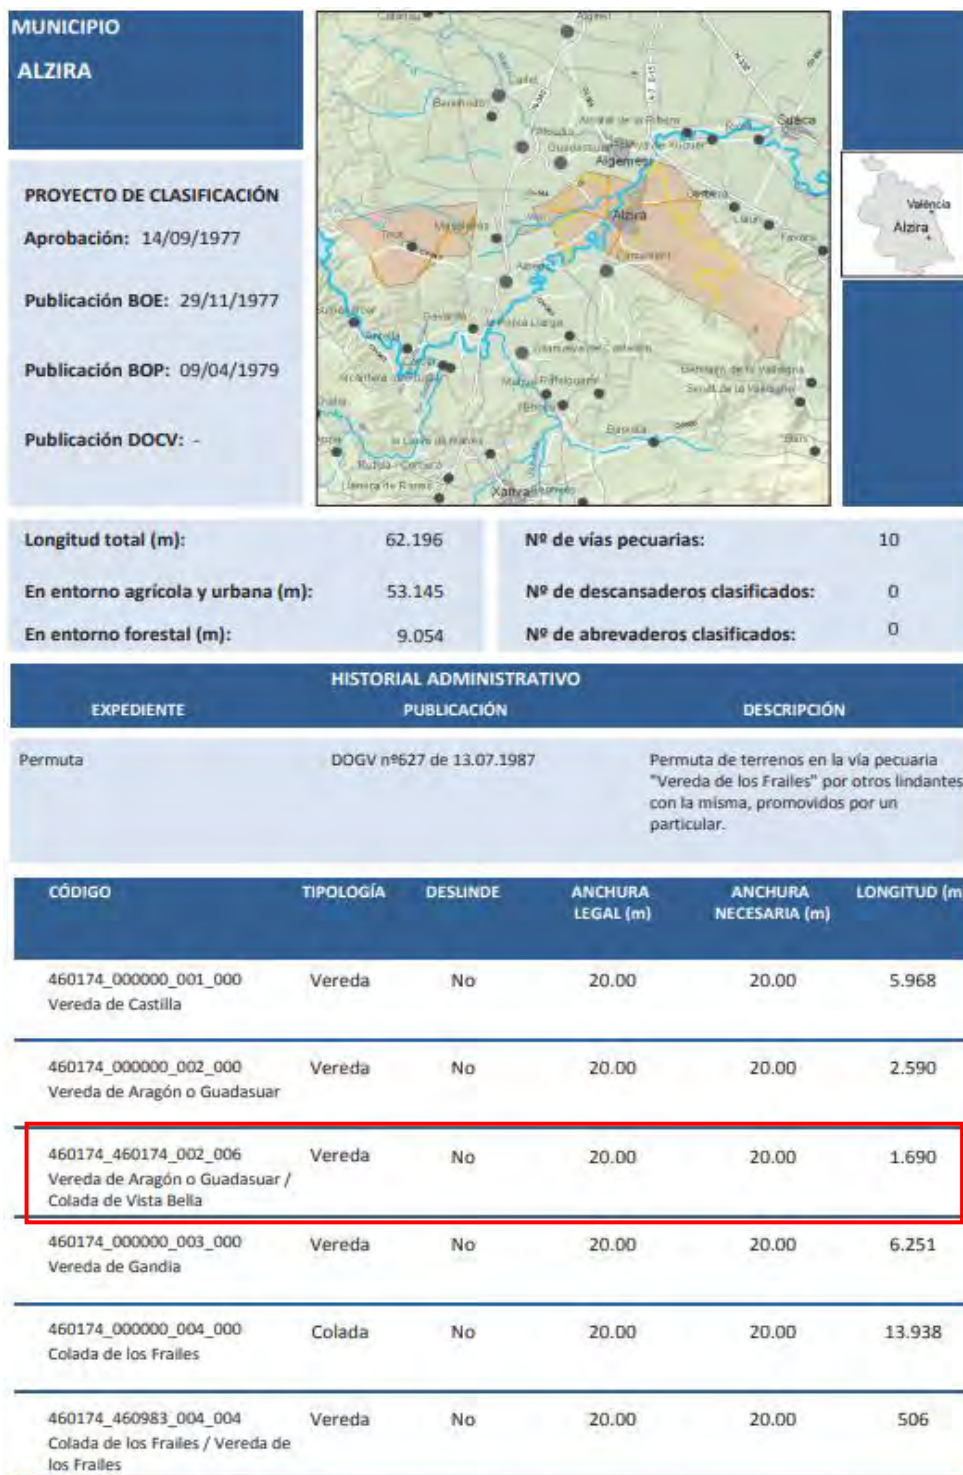 MUNICIPIO
ALZIRA
PROYECTO DE CLASIFICACIÓN
Aprobación: 14/09/1977
Publicación BOE: 29/11/1977
Publicación BOP: 09/04/1979
Publicación DOCV: -
Algemesí
Alzira
Sueca
Xàtiva
València
Alzira
Longitud total (m): 62.196
En entorno agrícola y urbana (m): 53.145
En entorno forestal (m): 9.054
Nº de vías pecuarias: 10
Nº de descansaderos clasificados: 0
Nº de abrevaderos clasificados: 0
HISTORIAL ADMINISTRATIVO
EXPEDIENTE PUBLICACIÓN DESCRIPCIÓN
Permuta DOGV nº627 de 13.07.1987 Permuta de terrenos en la vía pecuaria
"Vereda de los Frailes" por otros lindantes
con la misma, promovidos por un
particular.
CÓDIGO TIPOLOGÍA DESLINDE ANCHURA ANCHURA LONGITUD (m
LEGAL (m) NECESARIA (m)
460174_000000_001_000 Vereda No 20.00 20.00 5.968
Vereda de Castilla
460174_000000_002_000 Vereda No 20.00 20.00 2.590
Vereda de Aragón o Guadasuar
460174_460174_002_006 Vereda No 20.00 20.00 1.690
Vereda de Aragón o Guadasuar /
Colada de Vista Bella
460174_000000_003_000 Vereda No 20.00 20.00 6.251
Vereda de Gandia
460174_000000_004_000 Colada No 20.00 20.00 13.938
Colada de los Frailes
460174_460983_004_004 Vereda No 20.00 20.00 506
Colada de los Frailes / Vereda de
los Frailes